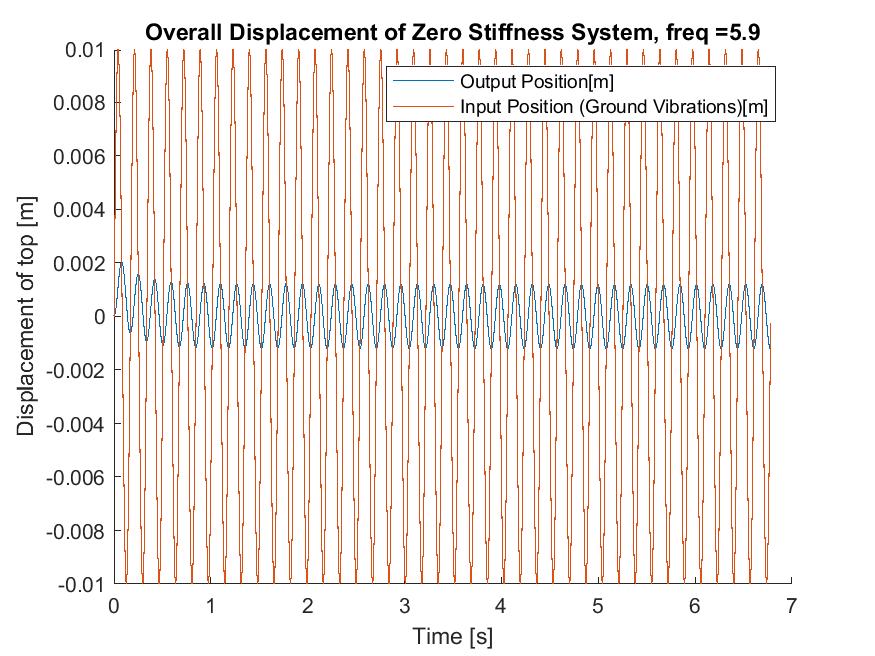 Overall Displacement of Zero Stiffness System, freq =5.9
Output Position[m]
Input Position (Ground Vibrations)[m]
Displacement of top [m]
0.01
0.008
0.006
0.004
0.002
0
-0.002
-0.004
-0.006
-0.008
-0.01
0 1 2 3 4 5 6 7
Time [s]